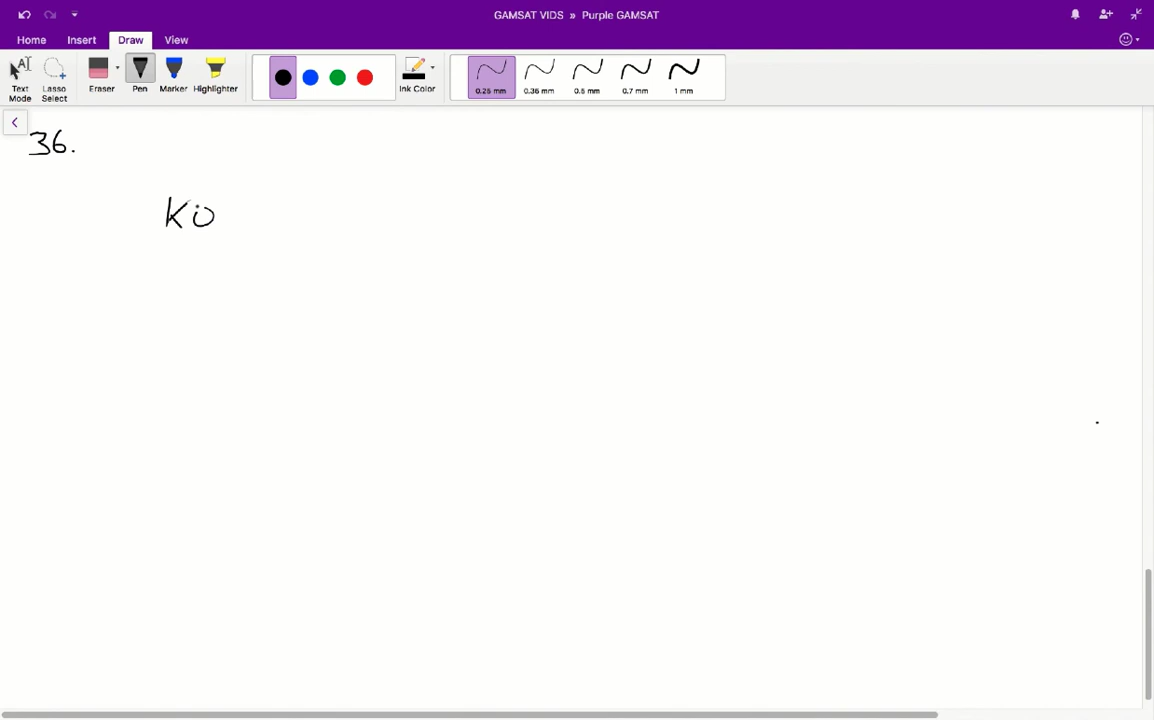 GAMSAT VIDS » Purple GAMSAT
Home Insert Draw View
Text Mode
Lasso Select
Eraser
Pen
Marker
Highlighter
Ink Color
0.25 mm
0.35 mm
0.5 mm
0.7 mm
1 mm
36.